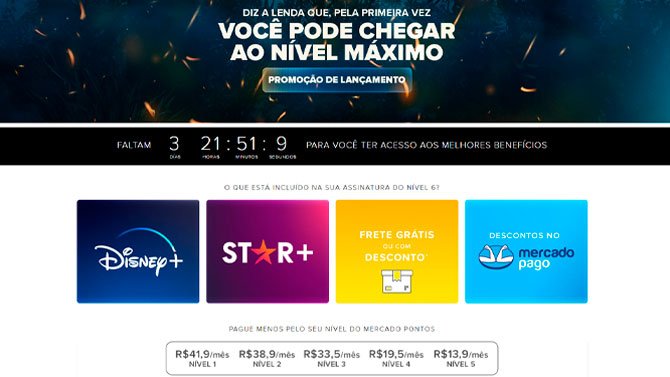 DIZ A LENDA QUE, PELA PRIMEIRA VEZ
VOCÊ PODE CHEGAR
AO NÍVEL MÁXIMO
PROMOÇÃO DE LANÇAMENTO
FALTAM 3 21 : 51 : 9 PARA VOCÊ TER ACESSO AOS MELHORES BENEFÍCIOS
DIAS HORAS MINUTOS SEGUNDOS
O QUE ESTÁ INCLUÍDO NA SUA ASSINATURA DO NÍVEL 6?
Disney+
STAR+
FRETE GRÁTIS
OU COM
DESCONTO*
DESCONTOS NO
mercado
pago
PAGUE MENOS PELO SEU NÍVEL DO MERCADO PONTOS
R$41,9/mês R$38,9/mês R$33,5/mês R$19,5/mês R$13,9/mês
NÍVEL 1 NÍVEL 2 NÍVEL 3 NÍVEL 4 NÍVEL 5